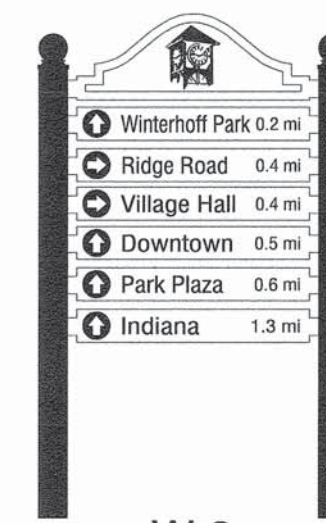 Winterhoff Park 0.2 mi
Ridge Road 0.4 mi
Village Hall 0.4 mi
Downtown 0.5 mi
Park Plaza 0.6 mi
Indiana 1.3 mi